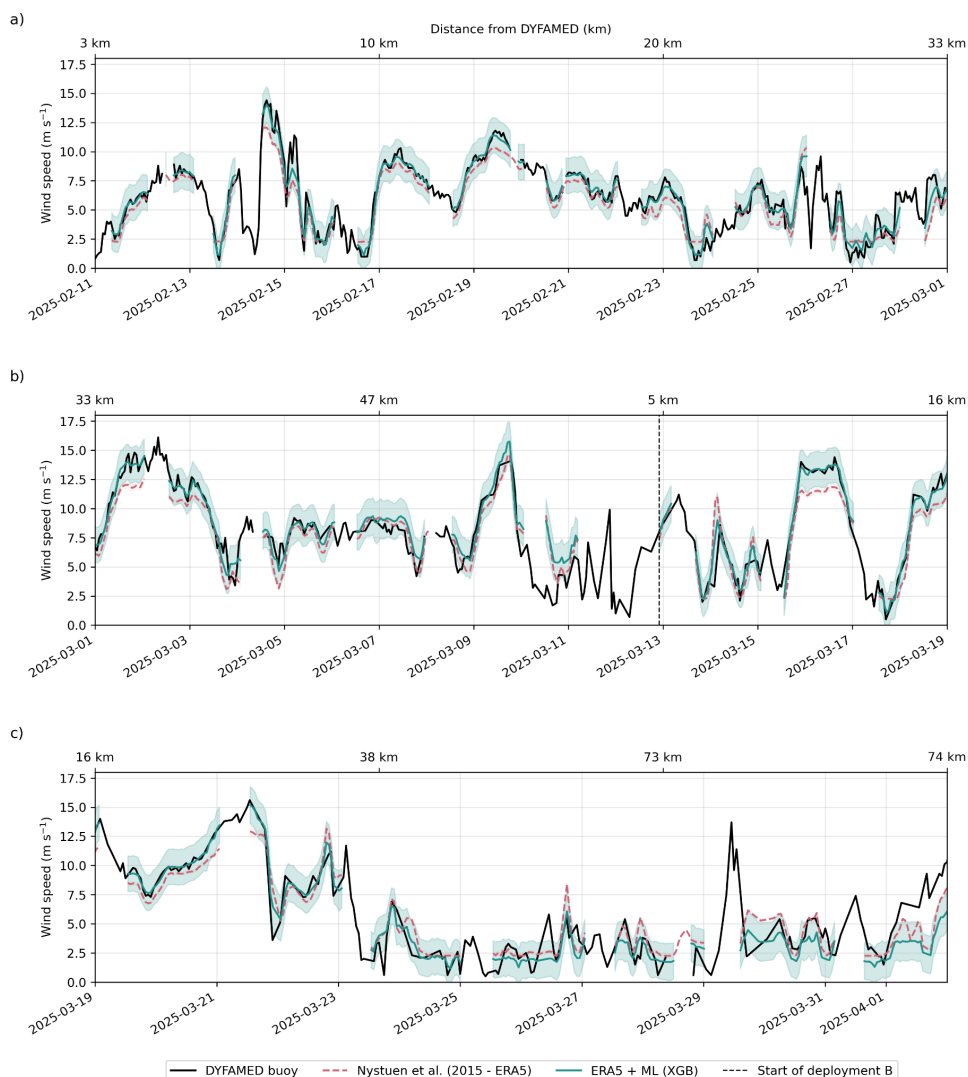 a)
Distance from DYFAMED (km)
3 km 10 km 20 km 33 km
17.5
15.0
12.5
10.0
7.5
5.0
2.5
0.0
Wind speed (m s⁻¹)
2025-02-11 2025-02-13 2025-02-15 2025-02-17 2025-02-19 2025-02-21 2025-02-23 2025-02-25 2025-02-27 2025-03-01
b)
33 km 47 km 5 km 16 km
17.5
15.0
12.5
10.0
7.5
5.0
2.5
0.0
Wind speed (m s⁻¹)
2025-03-01 2025-03-03 2025-03-05 2025-03-07 2025-03-09 2025-03-11 2025-03-13 2025-03-15 2025-03-17 2025-03-19
c)
16 km 38 km 73 km 74 km
17.5
15.0
12.5
10.0
7.5
5.0
2.5
0.0
Wind speed (m s⁻¹)
2025-03-19 2025-03-21 2025-03-23 2025-03-25 2025-03-27 2025-03-29 2025-03-31 2025-04-01
DYFAMED buoy Nystuen et al. (2015 - ERA5) ERA5 + ML (XGB) Start of deployment B